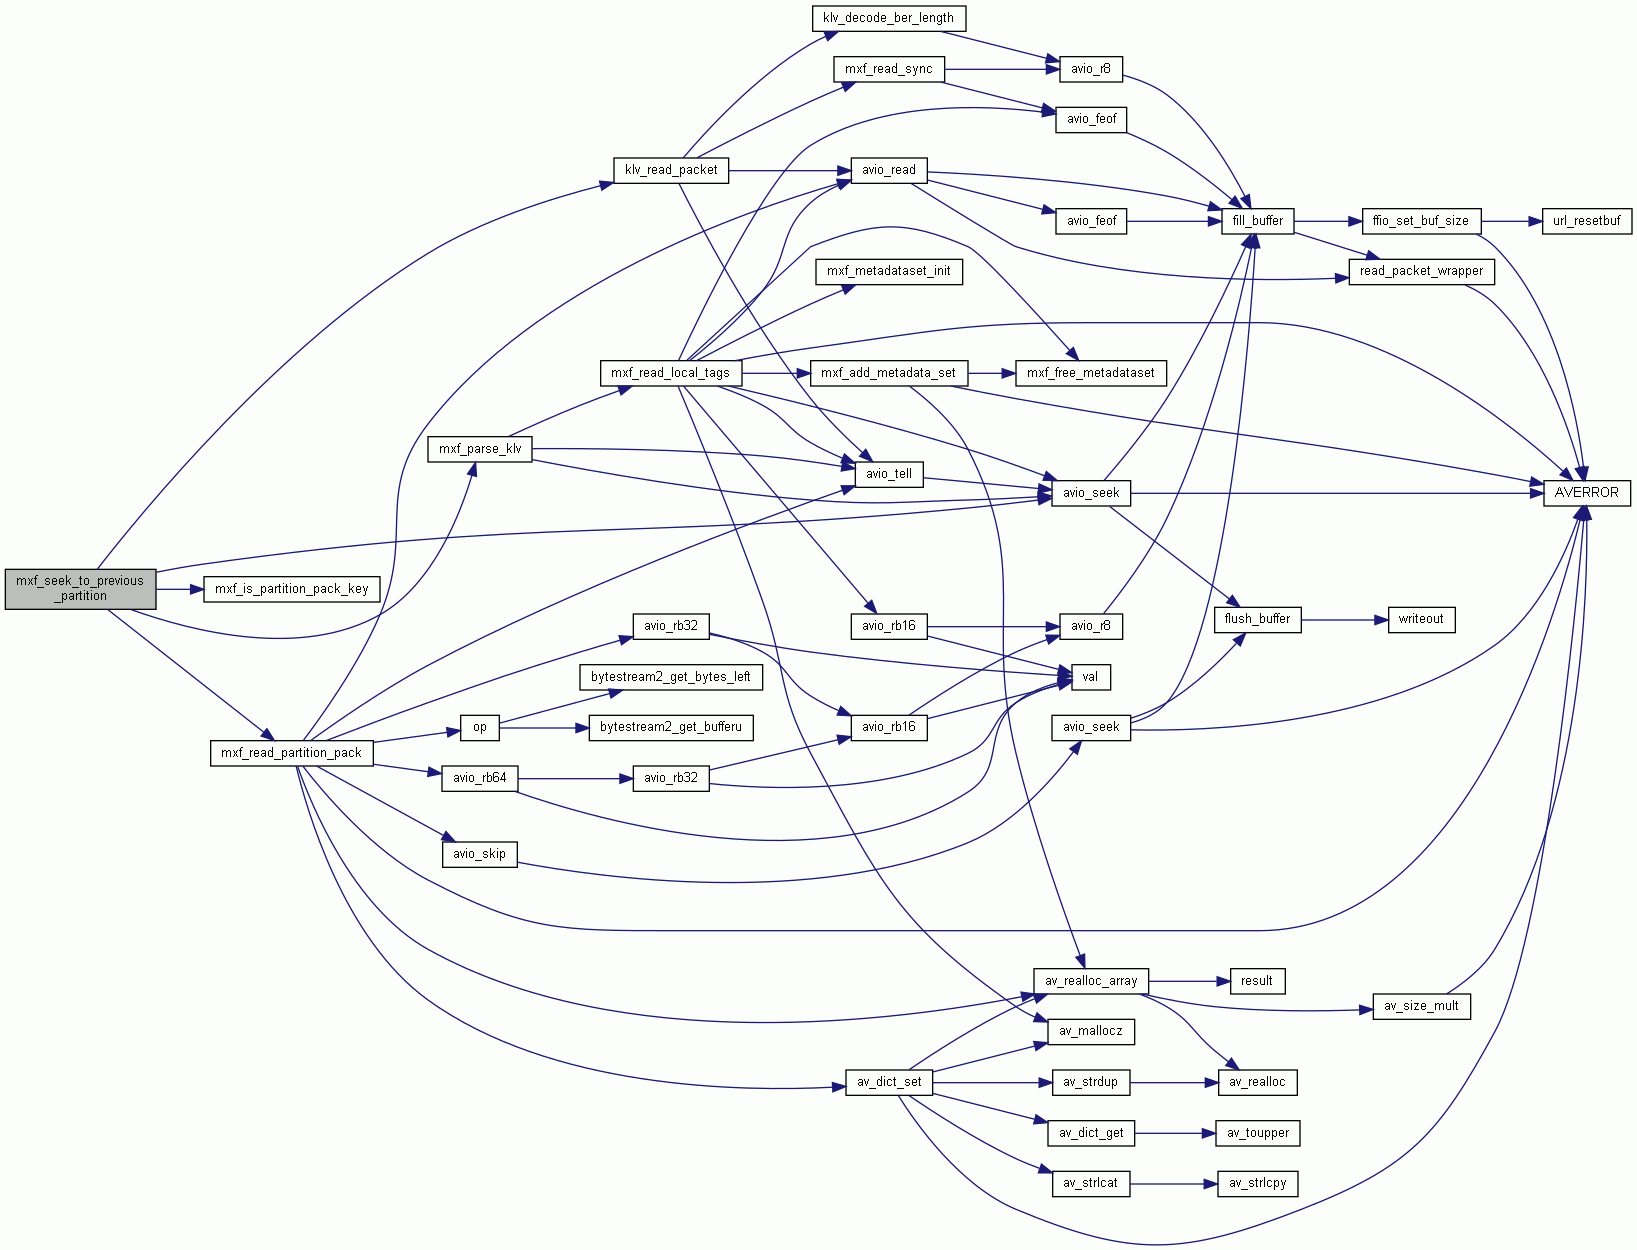 klv_decode_ber_length
mxf_read_sync
avio_r8
avio_feof
klv_read_packet
avio_read
avio_feof
fill_buffer
ffio_set_buf_size
url_resetbuf
mxf_metadataset_init
read_packet_wrapper
mxf_read_local_tags
mxf_add_metadata_set
mxf_free_metadataset
mxf_parse_klv
avio_tell
avio_seek
AVERROR
mxf_seek_to_previous
_partition
mxf_is_partition_pack_key
avio_rb32
avio_rb16
avio_r8
flush_buffer
writeout
bytestream2_get_bytes_left
val
op
bytestream2_get_bufferu
avio_rb16
avio_seek
mxf_read_partition_pack
avio_rb64
avio_rb32
avio_skip
av_realloc_array
result
av_size_mult
av_mallocz
av_dict_set
av_strdup
av_realloc
av_dict_get
av_toupper
av_strlcat
av_strlcpy